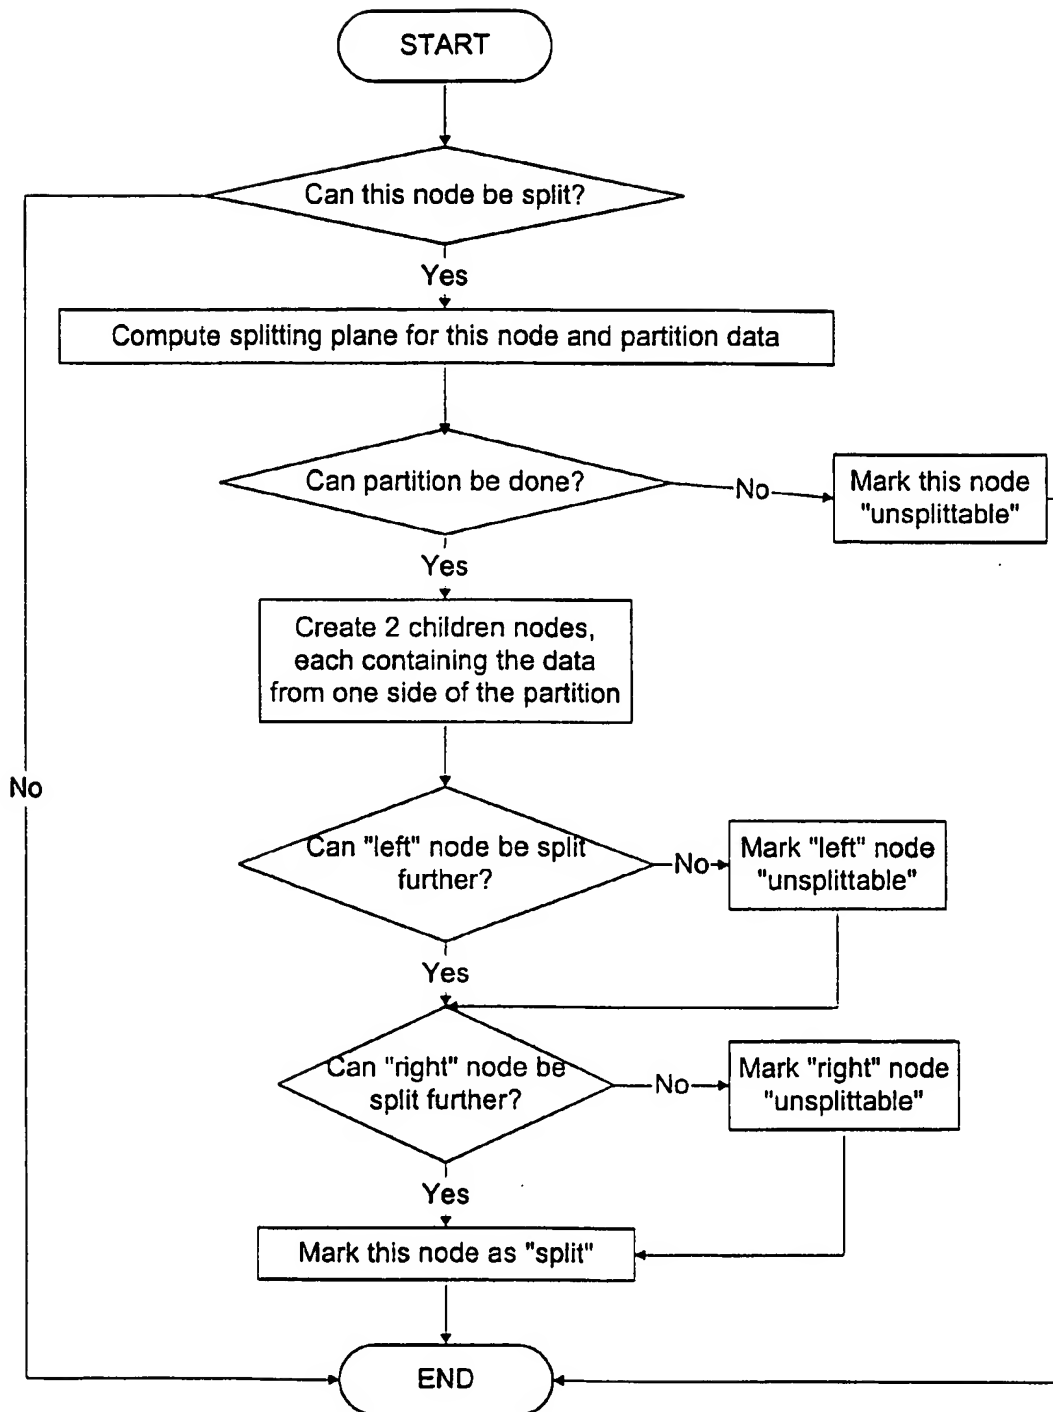 START
Can this node be split?
Yes
Compute splitting plane for this node and partition data
Can partition be done?
No
Mark this node
"unsplittable"
Yes
Create 2 children nodes,
each containing the data
from one side of the partition
No
Can "left" node be split
further?
No
Mark "left" node
"unsplittable"
Yes
Can "right" node be
split further?
No
Mark "right" node
"unsplittable"
Yes
Mark this node as "split"
END